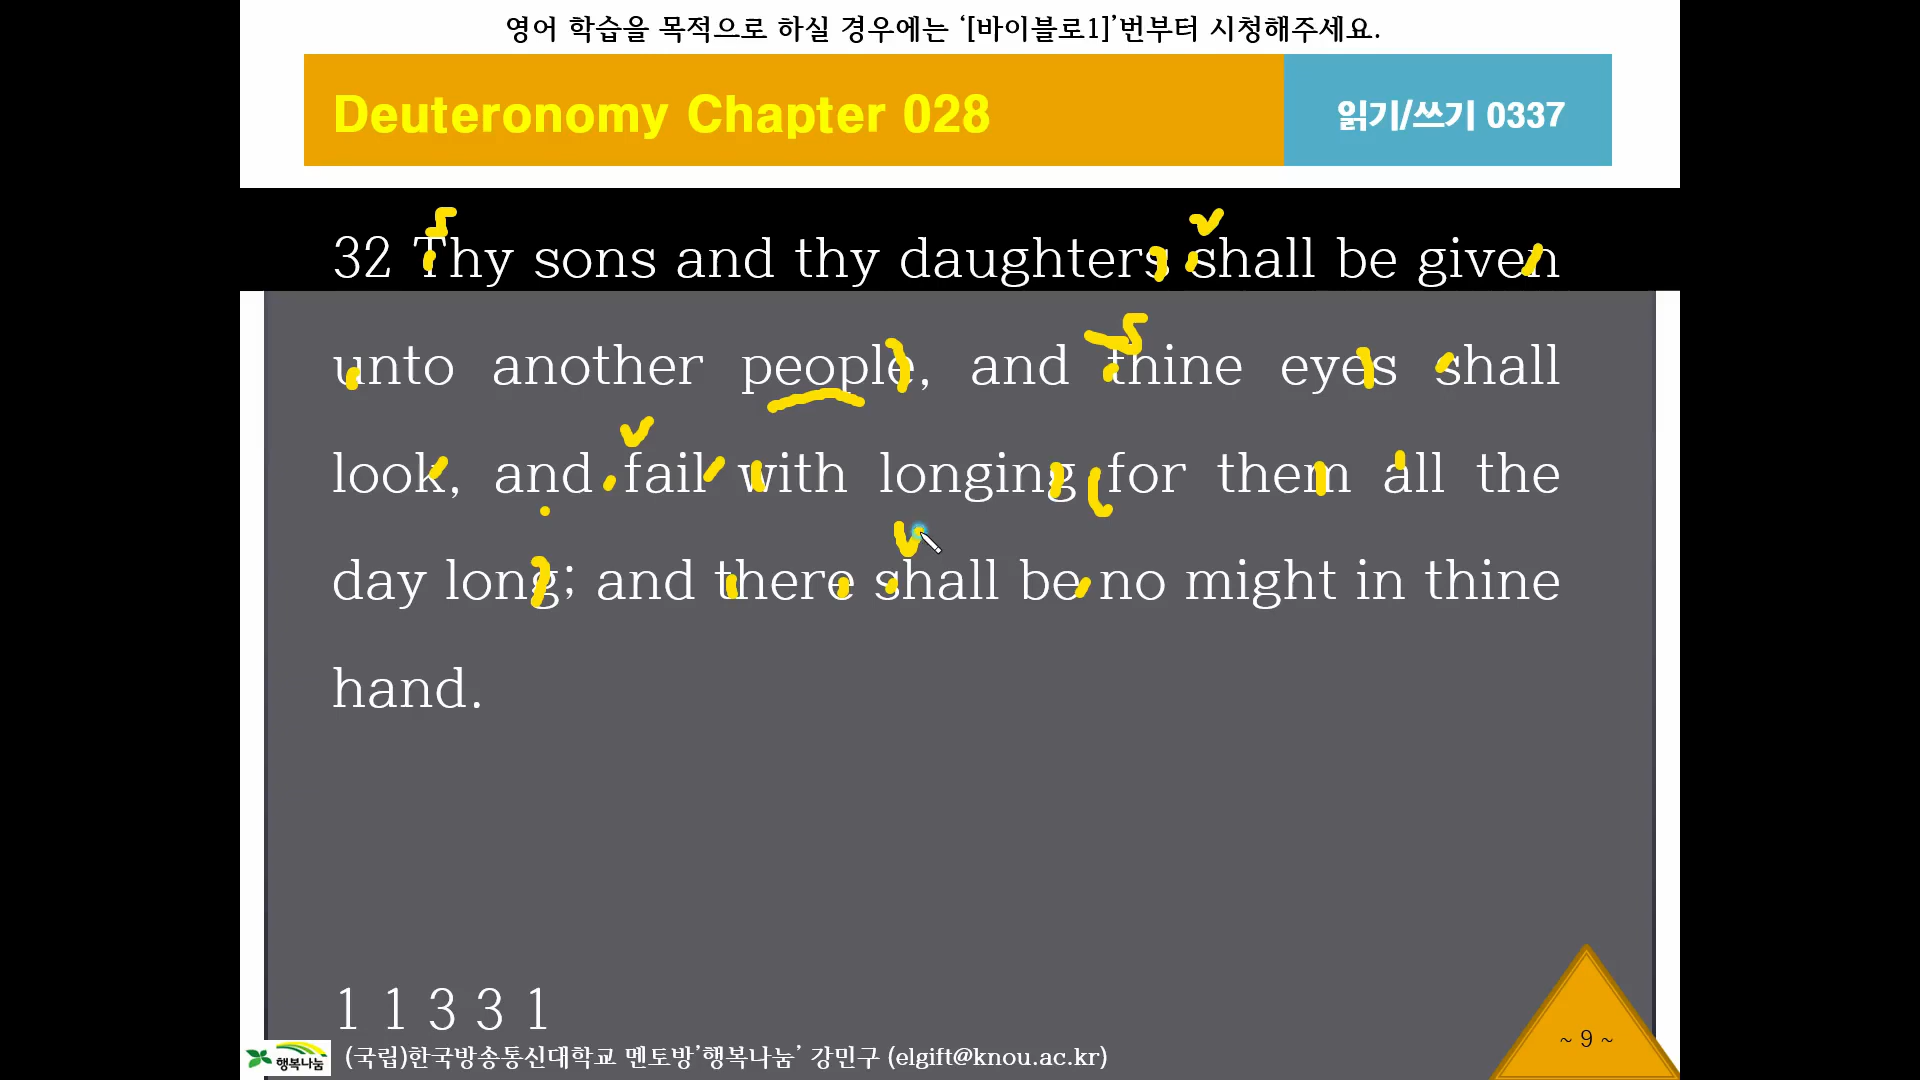 영어 학습을 목적으로 하실 경우에는 ‘[바이블로1]’번부터 시청해주세요.
Deuteronomy Chapter 028
읽기/쓰기 0337
32 Thy sons and thy daughters shall be given
unto another people, and thine eyes shall
look, and fail with longing for them all the
day long; and there shall be no might in thine
hand.
1 1 3 3 1
행복나눔
(국립)한국방송통신대학교 멘토방’행복나눔’ 강민구 (elgift@knou.ac.kr)
~ 9 ~